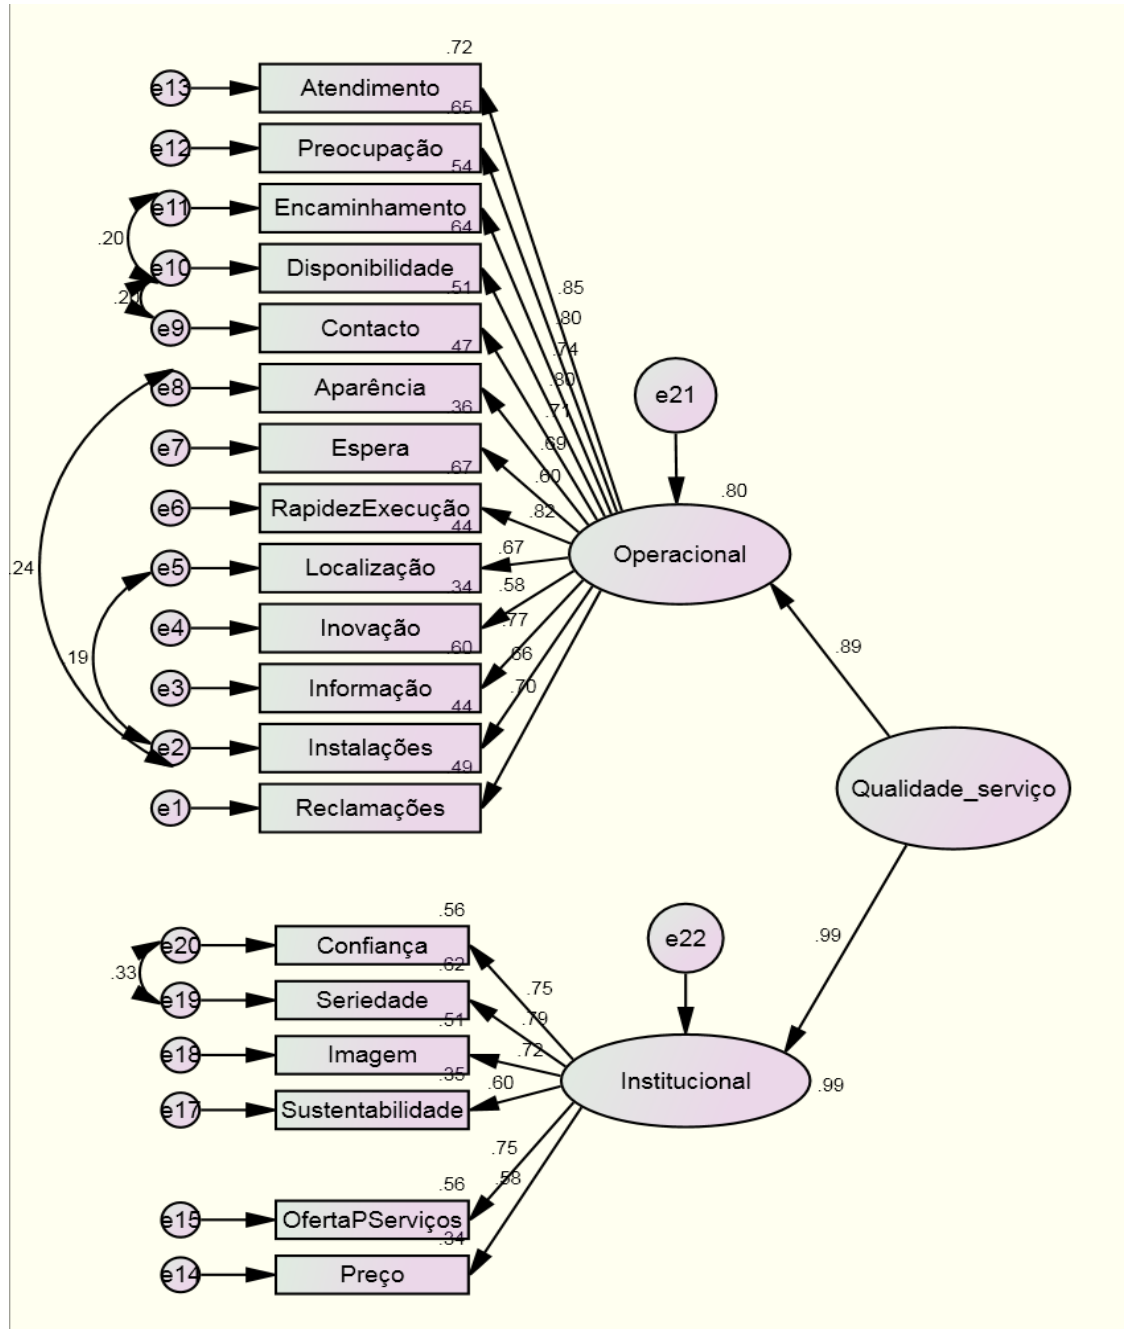 .72
e13 Atendimento
.65
e12 Preocupação
.54
e11 Encaminhamento
.64
.20
e10 Disponibilidade
.51
.85
e9 Contacto
.80
.47
.74
e8 Aparência
.80
.36
.71
e21
e7 Espera
.69
.67
.60
.80
e6 RapidezExecução
.82
.44
.67
Operacional
e5 Localização
.24
.34
.58
e4 Inovação
.77
.60
.66
.89
.19
e3 Informação
.70
.44
e2 Instalações
.49
Qualidade_serviço
e1 Reclamações
.56
e20 Confiança
e22
.99
.62
.33
.75
e19 Seriedade
.79
.51
e18 Imagem
.72
.35
.60
Institucional
.99
e17 Sustentabilidade
.75
.56
.58
e15 OfertaPServiços
.34
e14 Preço